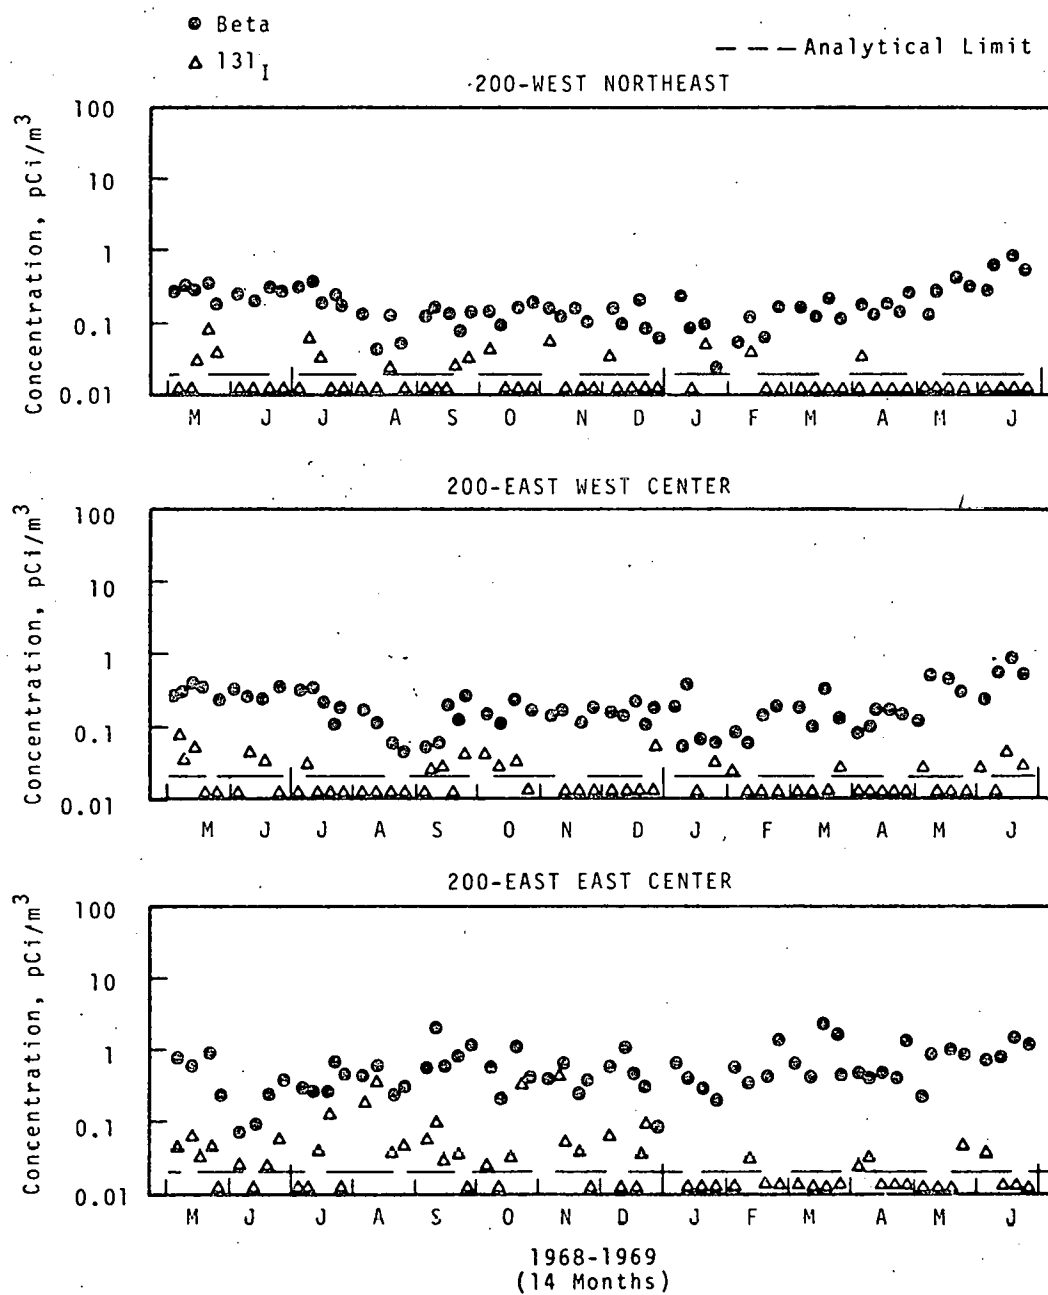 Beta
131I
Analytical Limit
200-WEST NORTHEAST
Concentration, pCi/m3
100
10
1
0.1
0.01
M J J A S O N D J F M A M J
200-EAST WEST CENTER
Concentration, pCi/m3
100
10
1
0.1
0.01
M J J A S O N D J F M A M J
200-EAST EAST CENTER
Concentration, pCi/m3
100
10
1
0.1
0.01
M J J A S O N D J F M A M J
1968-1969
(14 Months)